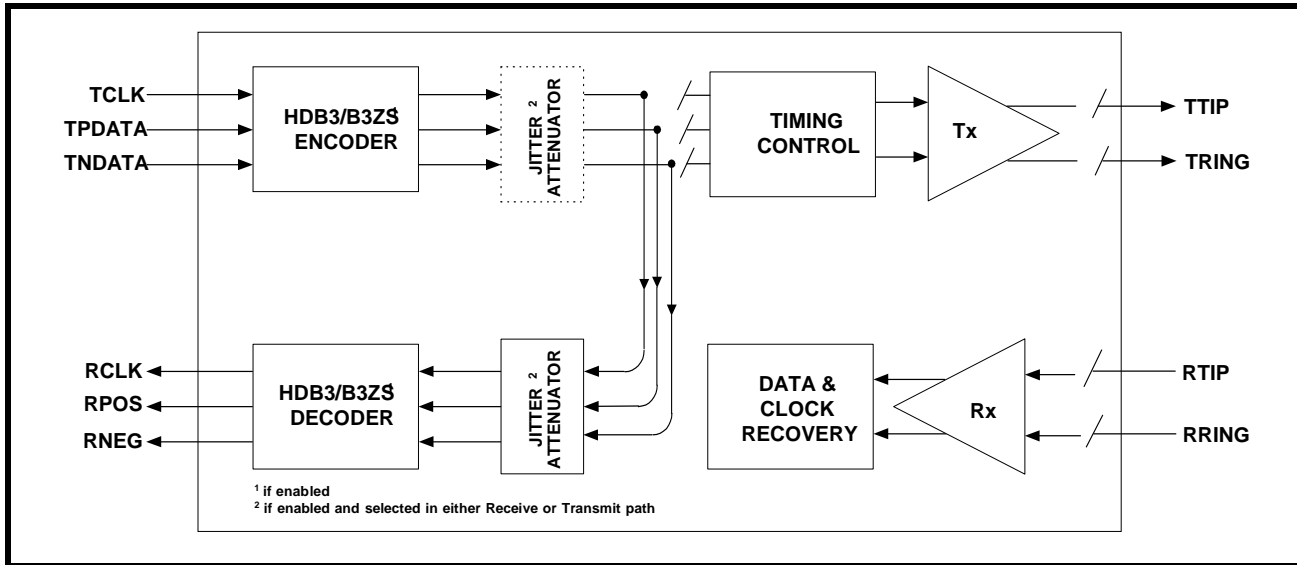 TCLK
TPDATA
TNDATA
HDB3/B3ZS1
ENCODER
JITTER 2
ATTENUATOR
TIMING
CONTROL
Tx
TTIP
TRING
RCLK
RPOS
RNEG
HDB3/B3ZS1
DECODER
JITTER 2
ATTENUATOR
DATA &
CLOCK
RECOVERY
Rx
RTIP
RRING
1 if enabled
2 if enabled and selected in either Receive or Transmit path